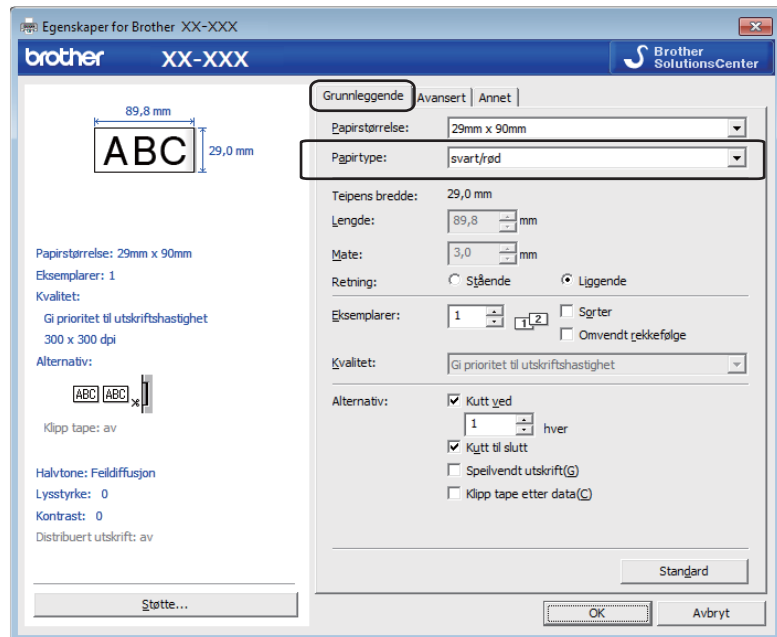 Egenskaper for Brother XX-XXX
brother XX-XXX
Brother
SolutionsCenter
89,8 mm
ABC
29,0 mm
Papirstørrelse: 29mm x 90mm
Eksemplarer: 1
Kvalitet:
Gi prioritet til utskriftshastighet
300 x 300 dpi
Alternativ:
ABC ABC
Klipp tape: av
Halvtone: Feildiffusjon
Lysstyrke: 0
Kontrast: 0
Distribuert utskrift: av
Støtte...
Grunnleggende Avansert Annet
Papirstørrelse: 29mm x 90mm
Papirtype: svart/rød
Teipens bredde: 29,0 mm
Lengde: 89,8 mm
Mate: 3,0 mm
Retning: Stående Liggende
Eksemplarer: 1 1 2 Sorter
Omvendt rekkefølge
Kvalitet: Gi prioritet til utskriftshastighet
Alternativ: Kutt ved
1 hver
Kutt til slutt
Speilvendt utskrift(G)
Klipp tape etter data(C)
Standard
OK Avbryt